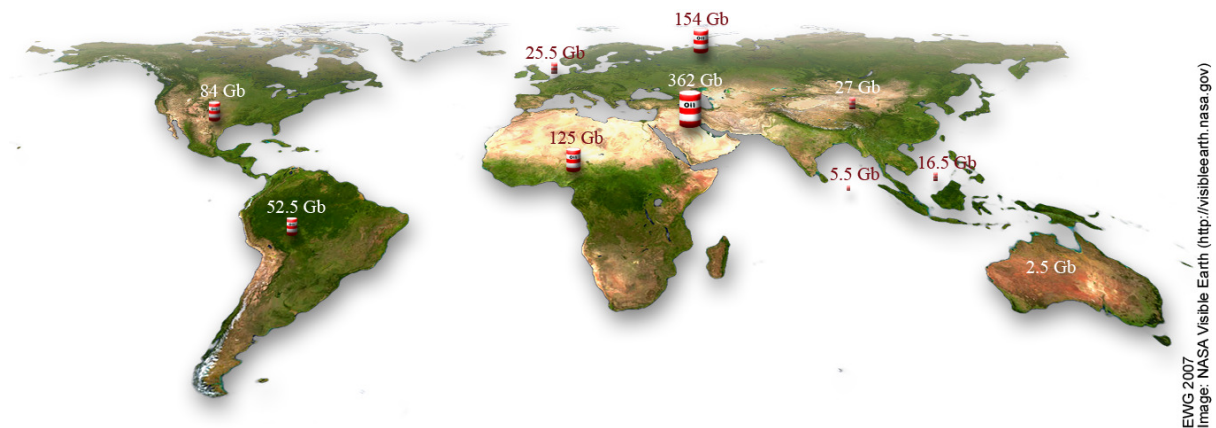 154 Gb
25.5 Gb
84 Gb
362 Gb
Oil
27 Gb
125 Gb
16.5 Gb
5.5 Gb
52.5 Gb
2.5 Gb
EWG 2007
Image: NASA Visible Earth (http://visibleearth.nasa.gov)